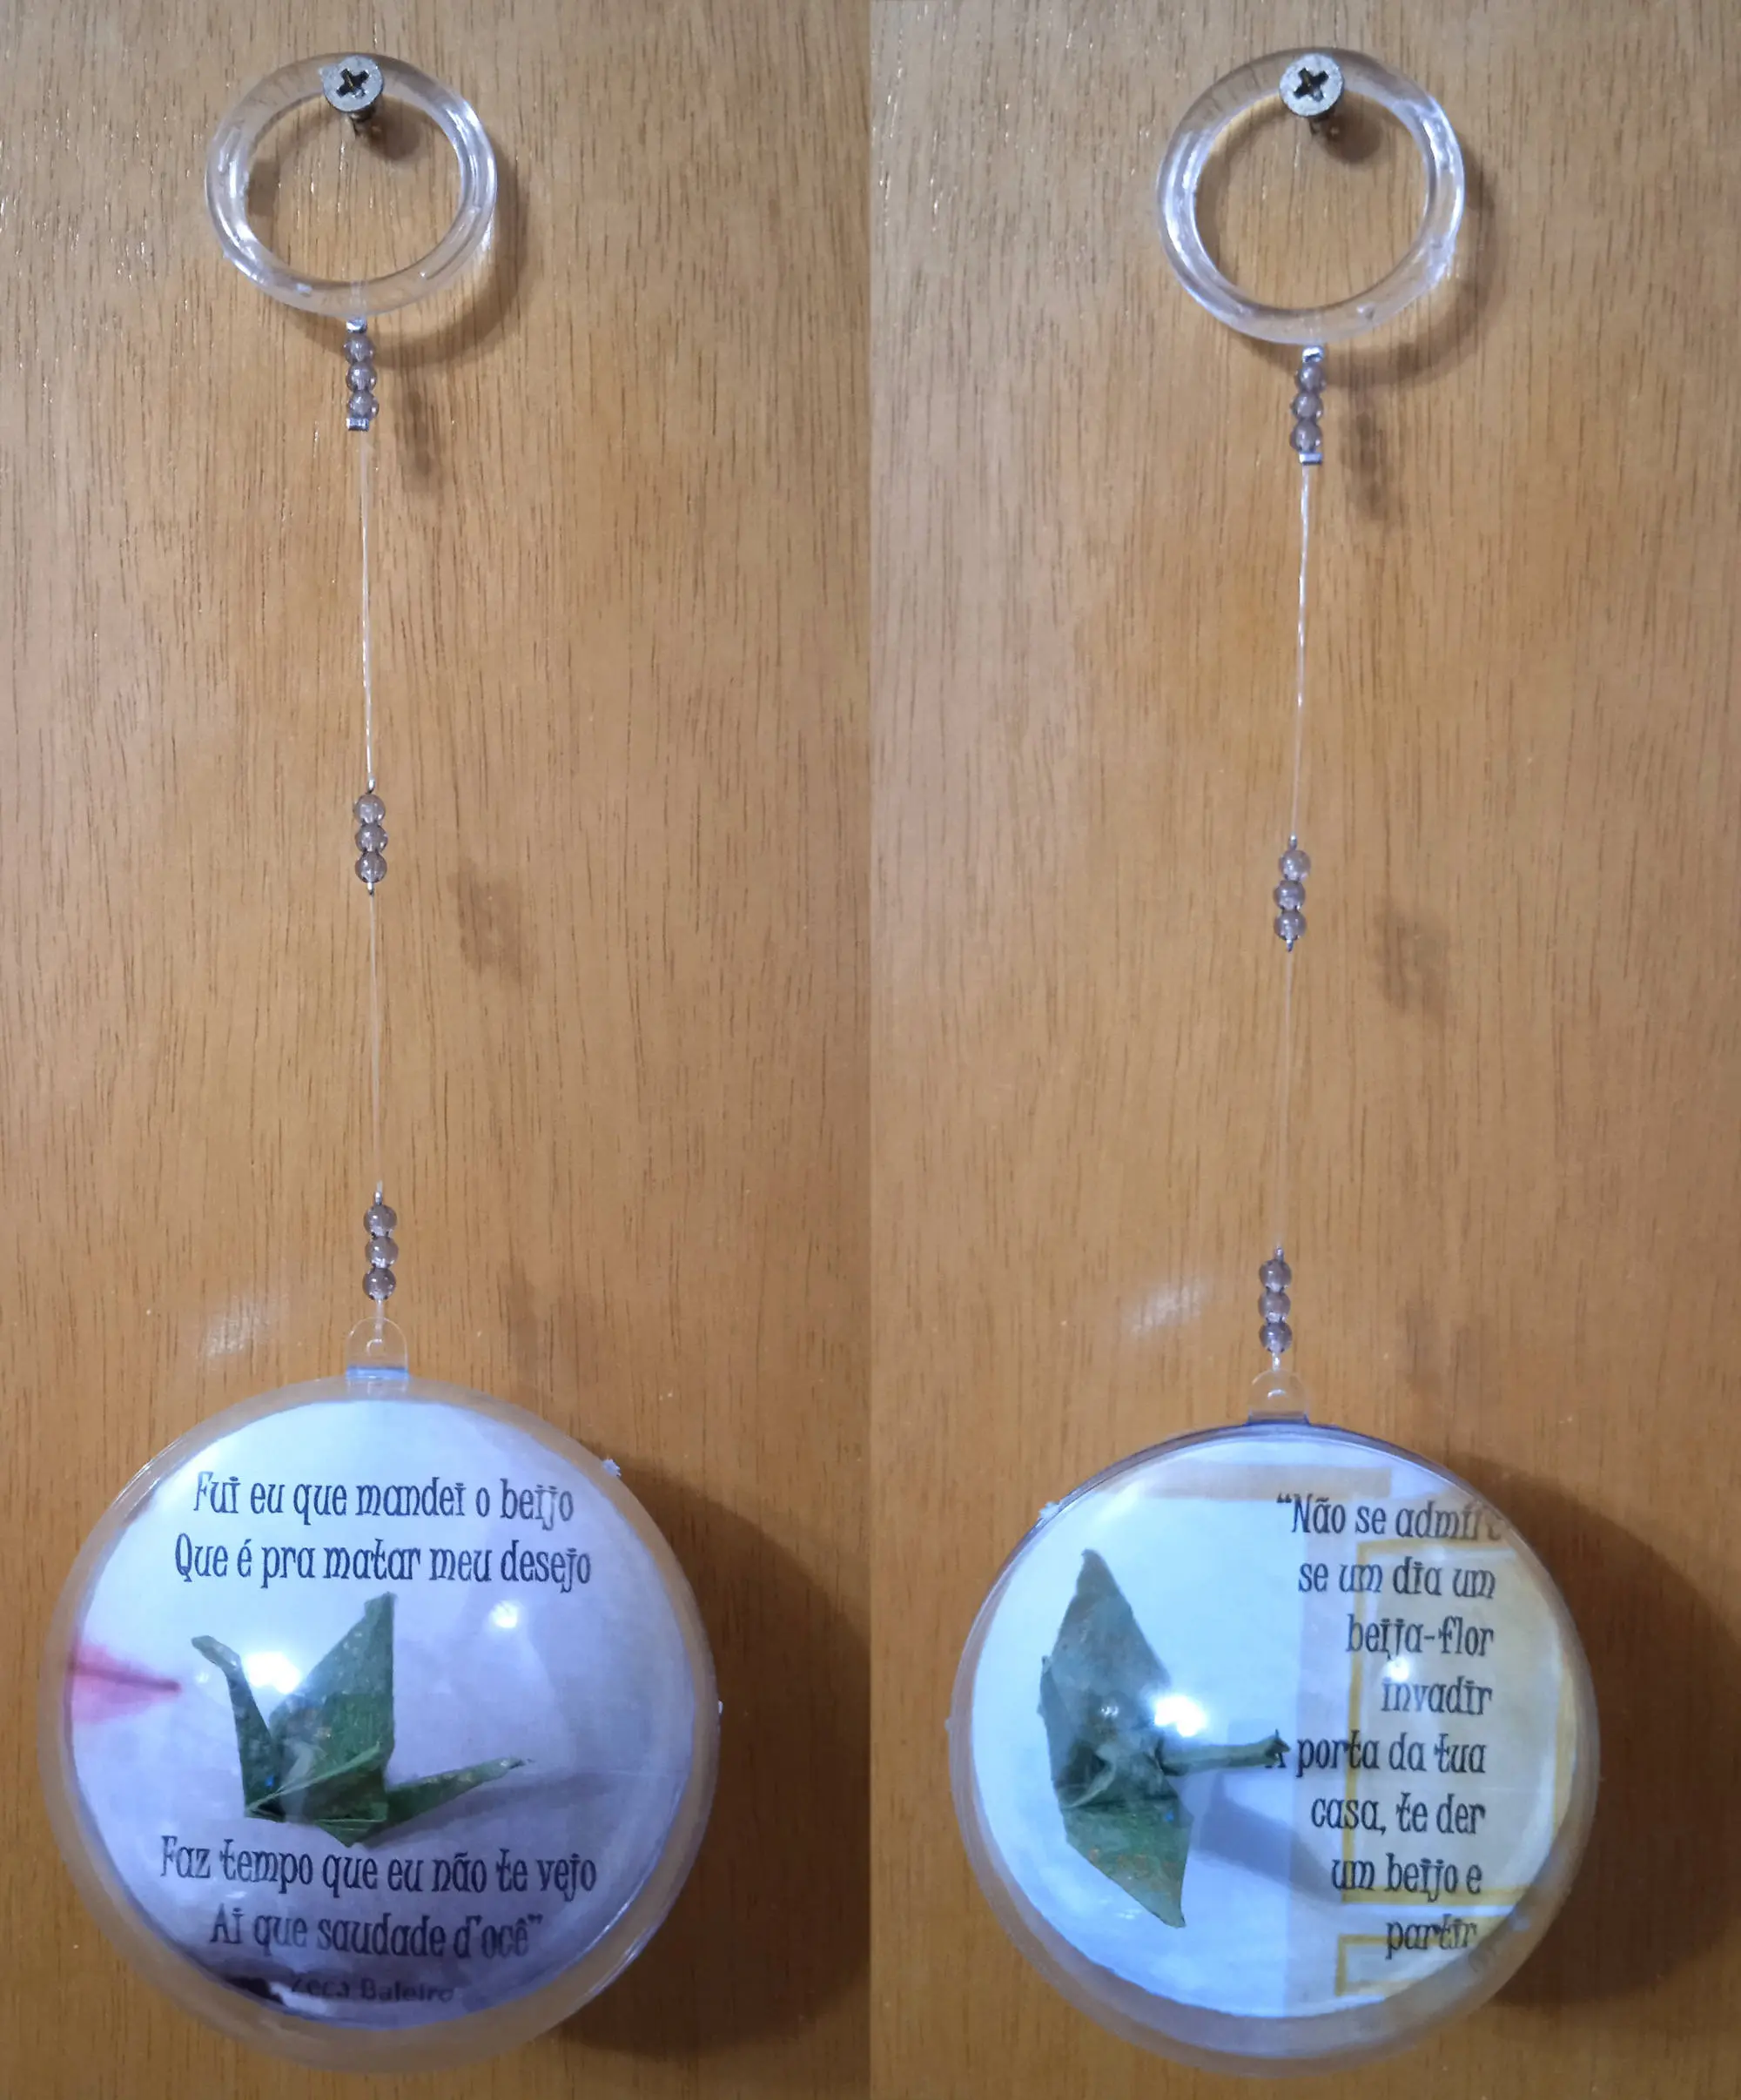 Fui eu que mandei o beijo
Que é pra matar meu desejo
Faz tempo que eu não te vejo
Ai que saudade d'ocê”
Zeca Baleiro
“Não se admire
se um dia um
beija-flor
invadir
A porta da tua
casa, te der
um beijo e
partir